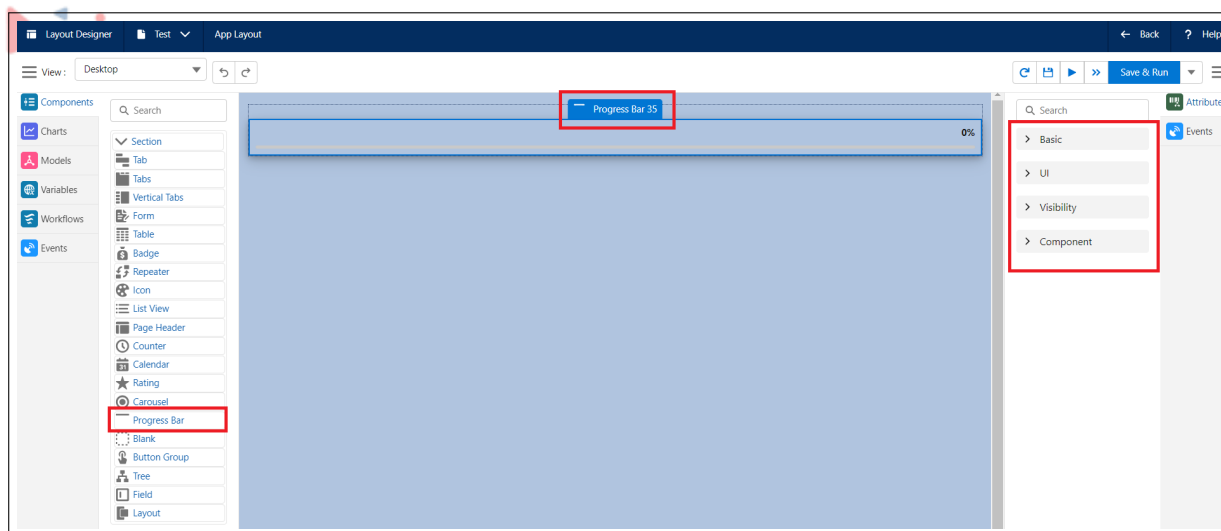 Layout Designer Test App Layout Back ? Help
View : Desktop Save & Run
Components
Charts
Models
Variables
Workflows
Events
Search
Section
Tab
Tabs
Vertical Tabs
Form
Table
Badge
Repeater
Icon
List View
Page Header
Counter
Calendar
Rating
Carousel
Progress Bar
Blank
Button Group
Tree
Field
Layout
Progress Bar 35
0%
Search
Basic
UI
Visibility
Component
Attribute
Events